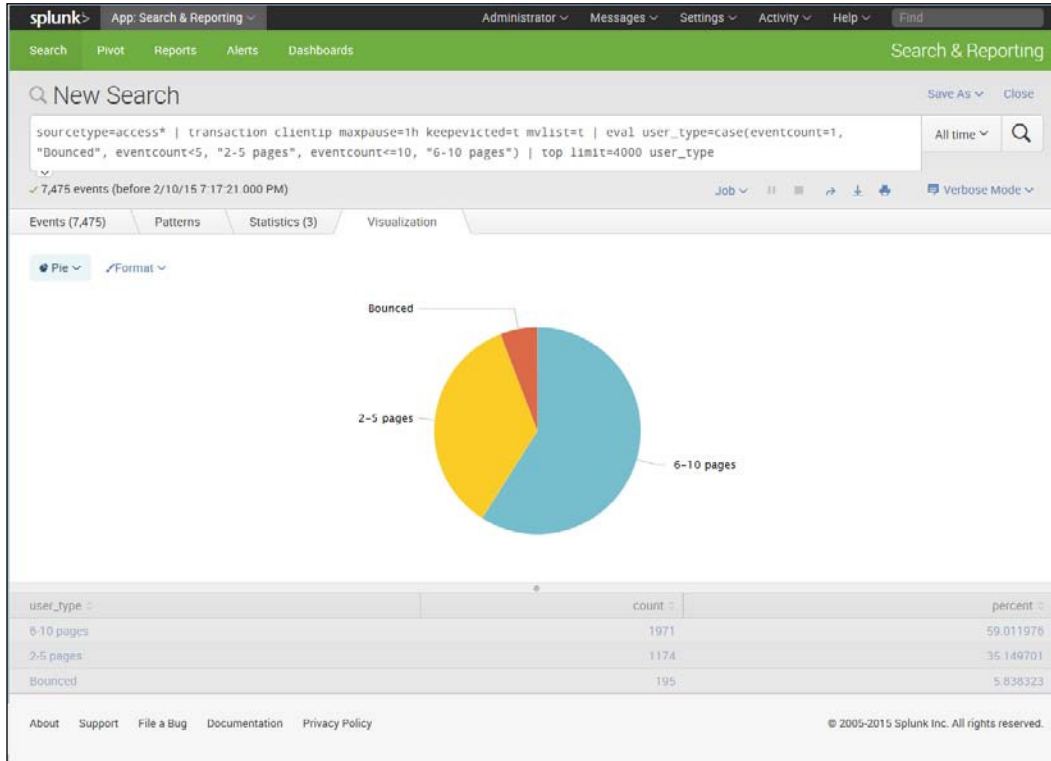 splunk> App: Search & Reporting Administrator Messages Settings Activity Help Find
Search Pivot Reports Alerts Dashboards Search & Reporting
New Search Save As Close
sourcetype=access* | transaction clientip maxpause=1h keepevicted=t mvlist=t | eval user_type=case(eventcount=1,
"Bounced", eventcount<5, "2-5 pages", eventcount<=10, "6-10 pages") | top limit=4000 user_type
All time
7,475 events (before 2/10/15 7:17:21.000 PM) Job Verbose Mode
Events (7,475) Patterns Statistics (3) Visualization
Pie Format
Bounced
2-5 pages
6-10 pages
user_type count percent
6-10 pages 1971 59.011976
2-5 pages 1174 35.149701
Bounced 195 5.838323
About Support File a Bug Documentation Privacy Policy © 2005-2015 Splunk Inc. All rights reserved.